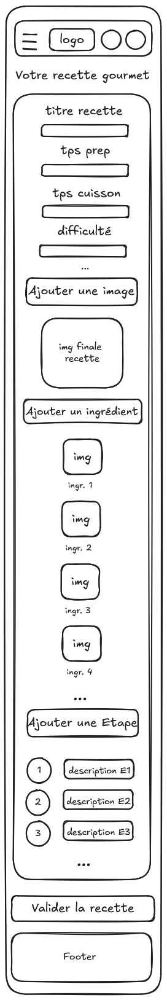 logo
Votre recette gourmet
titre recette
tps prep
tps cuisson
difficulté
...
Ajouter une image
img finale
recette
Ajouter un ingrédient
img
ingr. 1
img
ingr. 2
img
ingr. 3
img
ingr. 4
...
Ajouter une Etape
1 description E1
2 description E2
3 description E3
...
Valider la recette
Footer